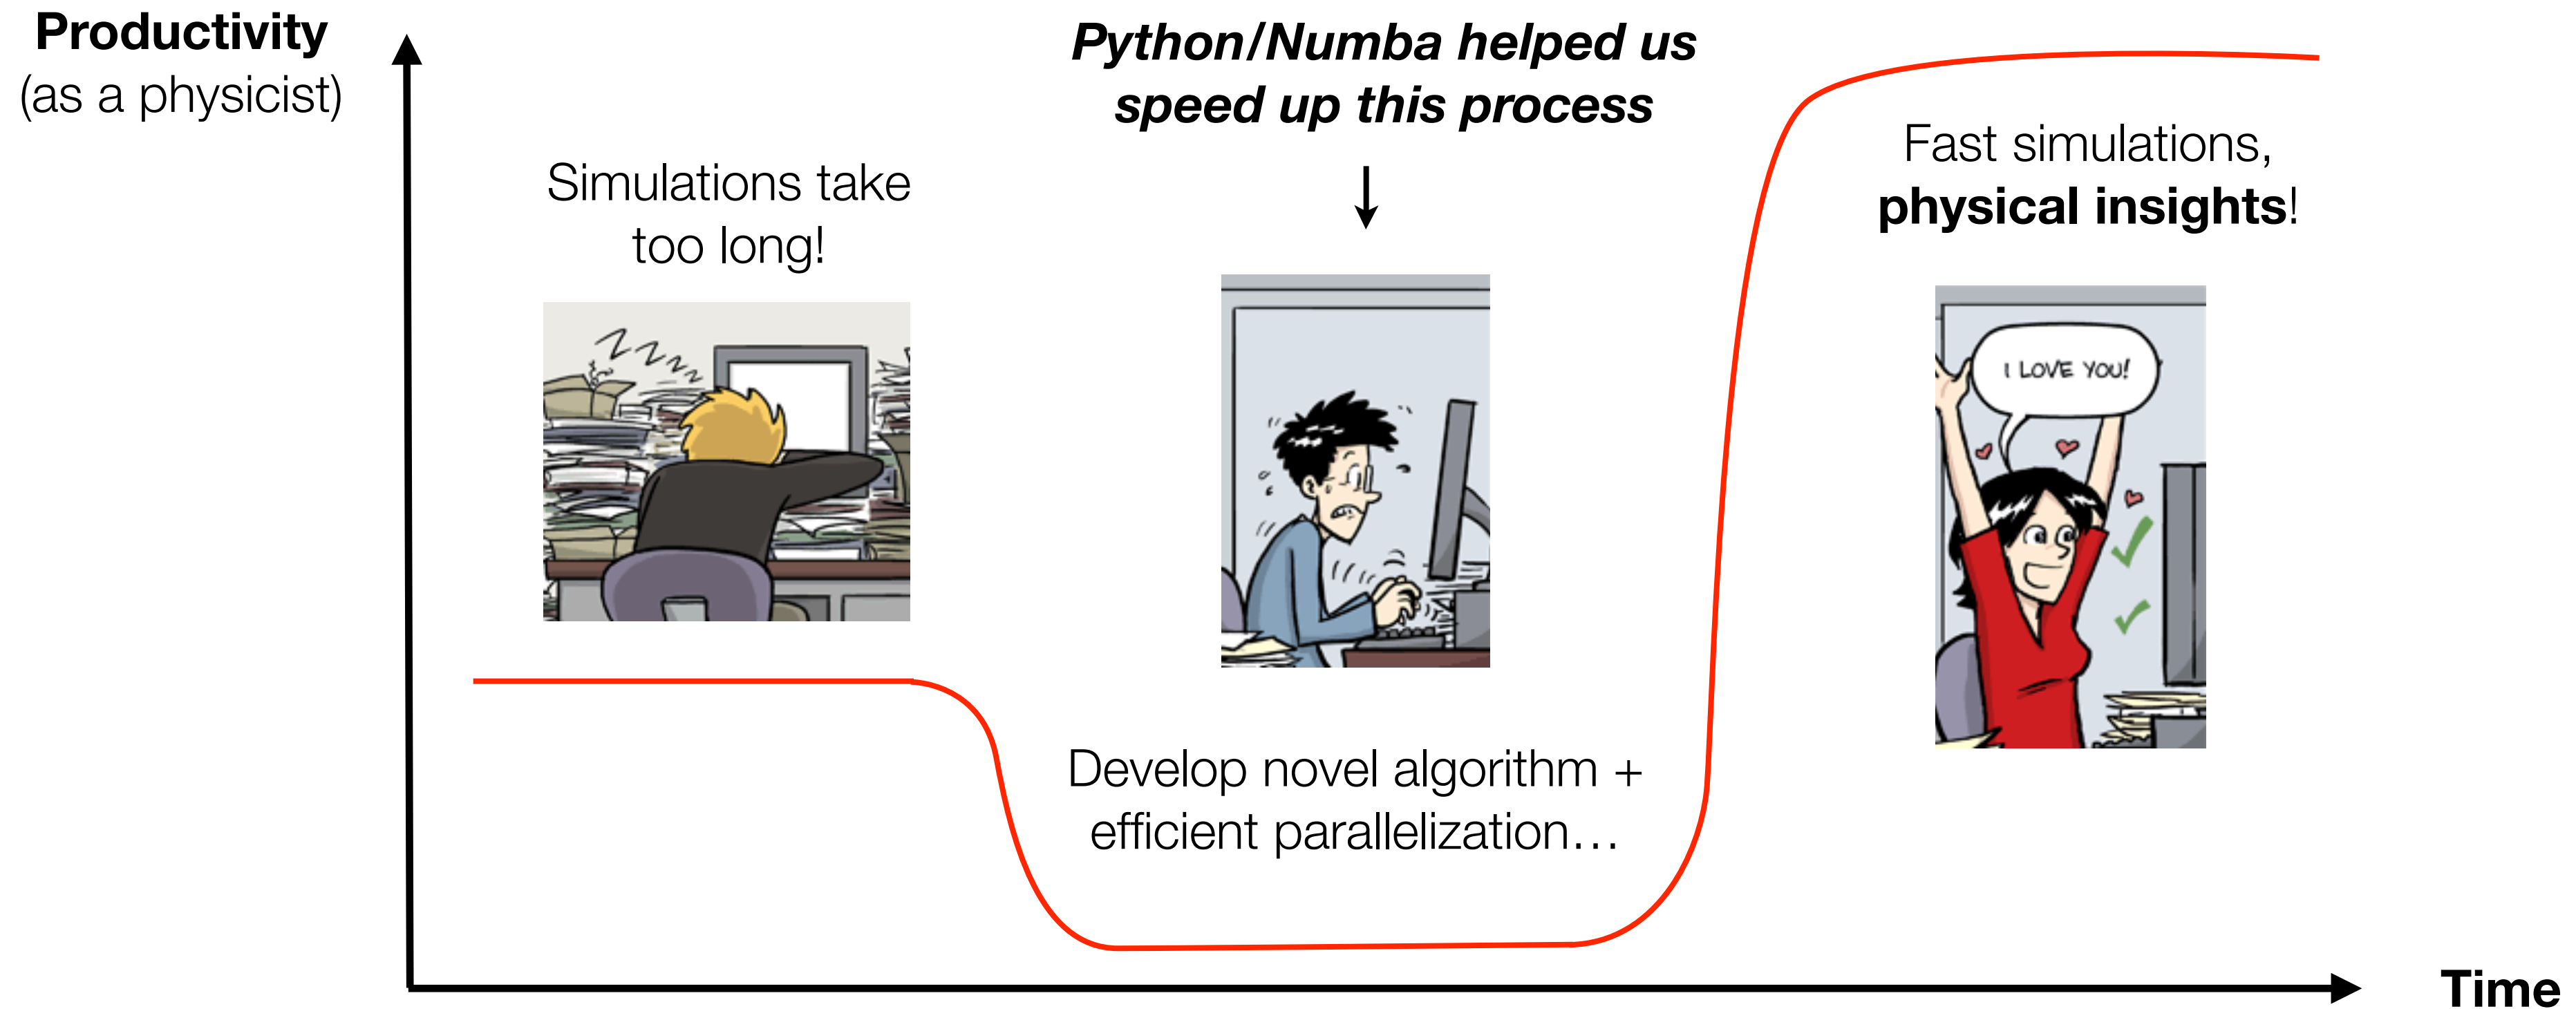 Productivity
(as a physicist)
Simulations take
too long!
ZZZZZZ
Python/Numba helped us
speed up this process
Develop novel algorithm +
efficient parallelization…
Fast simulations,
physical insights!
I LOVE YOU!
Time